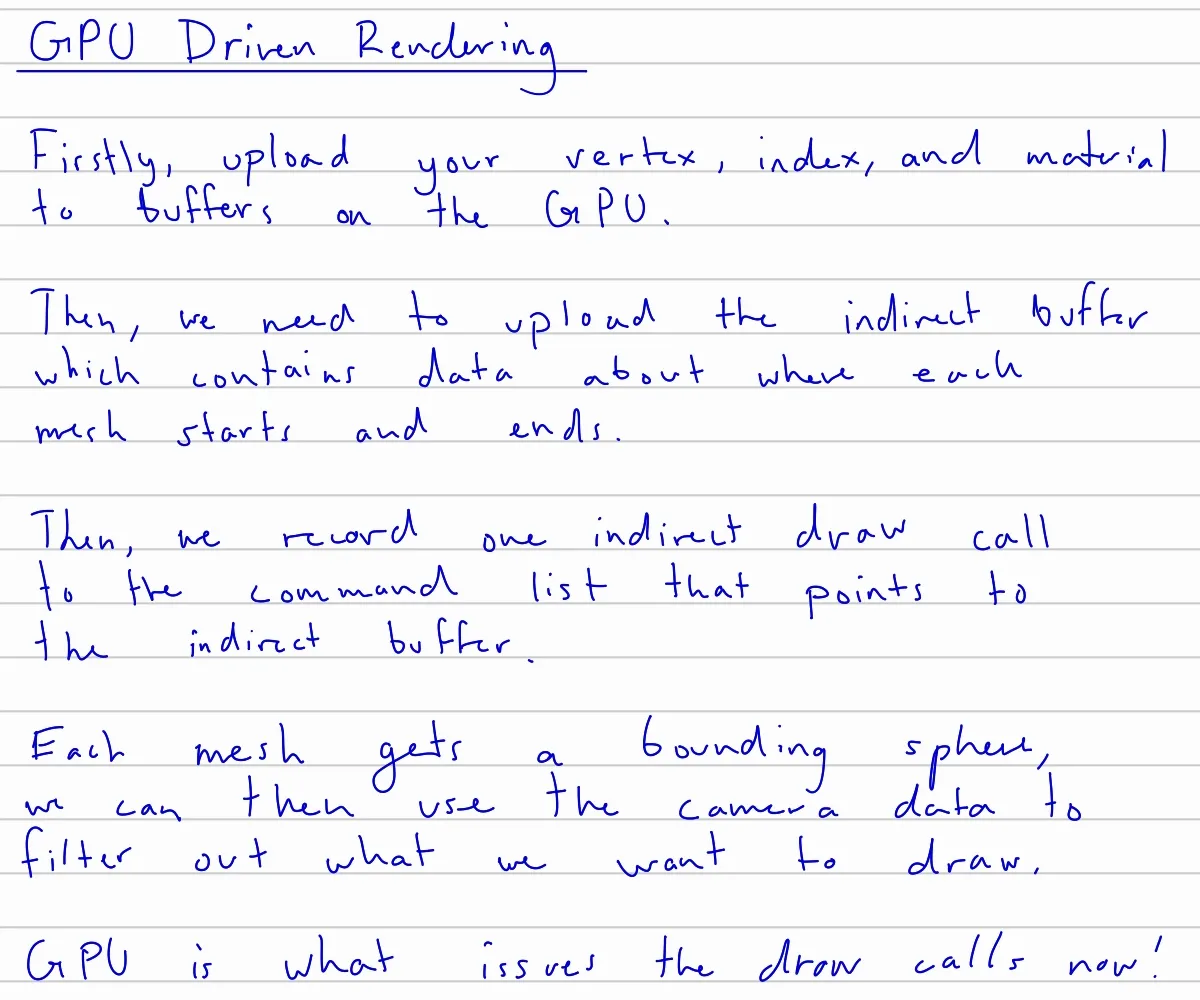 GPU Driven Rendering
Firstly, upload your vertex, index, and material
to buffers on the GPU.
Then, we need to upload the indirect buffer
which contains data about where each
mesh starts and ends.
Then, we record one indirect draw call
to the command list that points to
the indirect buffer.
Each mesh gets a bounding sphere,
we can then use the camera data to
filter out what we want to draw.
GPU is what issues the draw calls now!